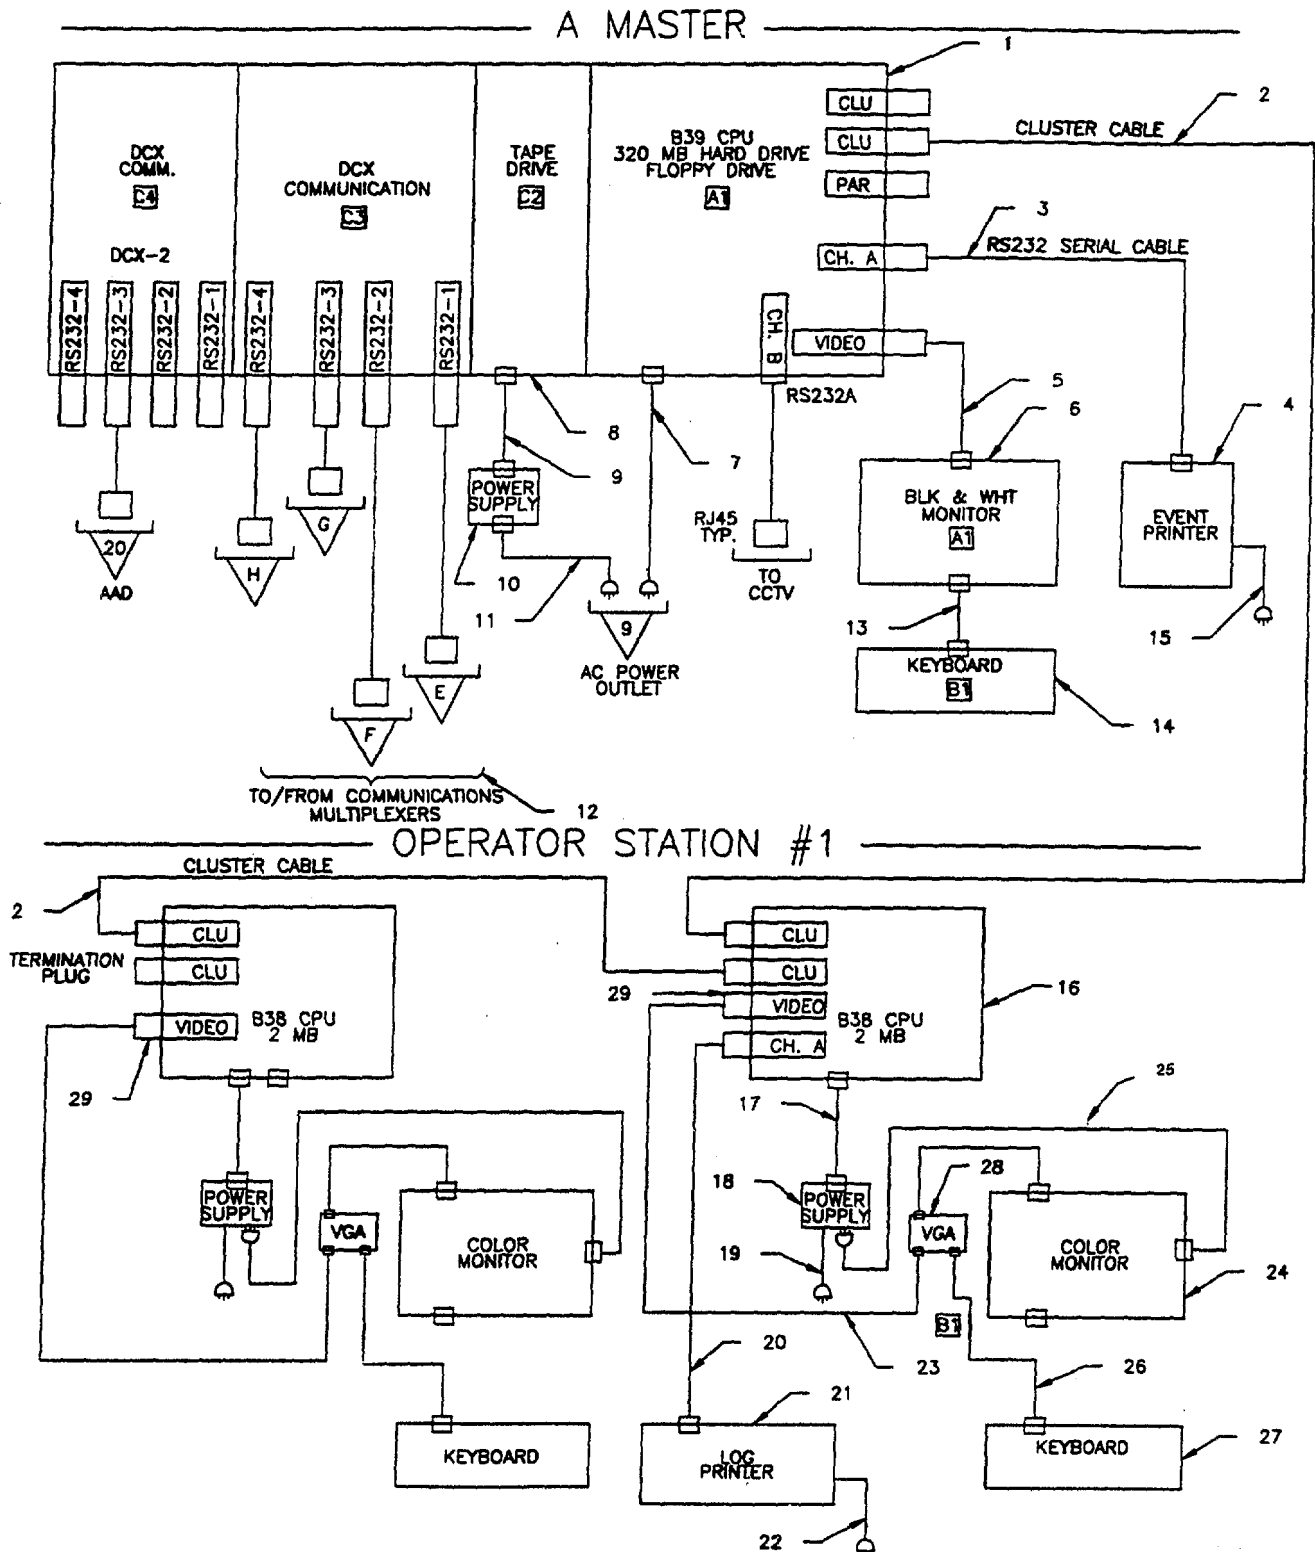 A MASTER
1
CLU
2
CLUSTER CABLE
CLU
B39 CPU
320 MB HARD DRIVE
FLOPPY DRIVE
A1
PAR
TAPE
DRIVE
C2
DCX
COMM.
C4
DCX
COMMUNICATION
C3
DCX-2
3
RS232 SERIAL CABLE
CH. A
RS232-4
RS232-3
RS232-2
RS232-1
RS232-4
RS232-3
RS232-2
RS232-1
CH. B
VIDEO
RS232A
5
6
4
8
9
7
POWER
SUPPLY
BLK & WHT
MONITOR
A1
EVENT
PRINTER
RJ45
TYP.
20
AAD
H
G
10
11
TO
CCTV
9
AC POWER
OUTLET
13
15
KEYBOARD
B1
14
E
F
TO/FROM COMMUNICATIONS
MULTIPLEXERS
12
OPERATOR STATION #1
CLUSTER CABLE
2
CLU
TERMINATION
PLUG
CLU
VIDEO
B38 CPU
2 MB
29
CLU
CLU
29
VIDEO
B38 CPU
2 MB
CH. A
16
17
25
POWER
SUPPLY
VGA
COLOR
MONITOR
18
POWER
SUPPLY
28
VGA
COLOR
MONITOR
19
24
B1
20
23
26
21
KEYBOARD
LOG
PRINTER
KEYBOARD
27
22